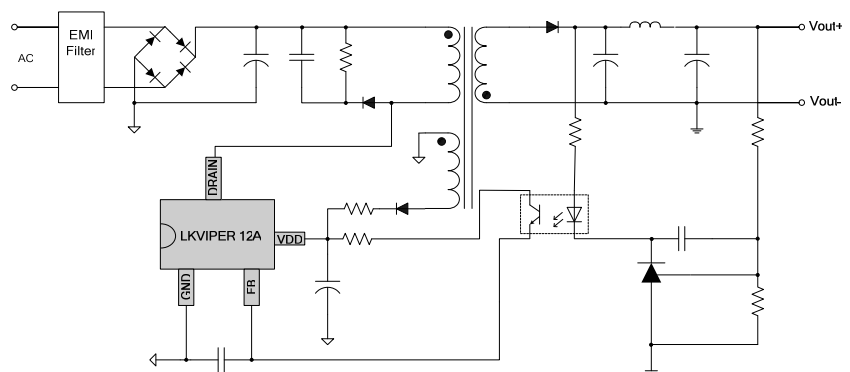 EMI
Filter
AC
Vout+
Vout-
DRAIN
LKVIPER 12A
VDD
GND
FB